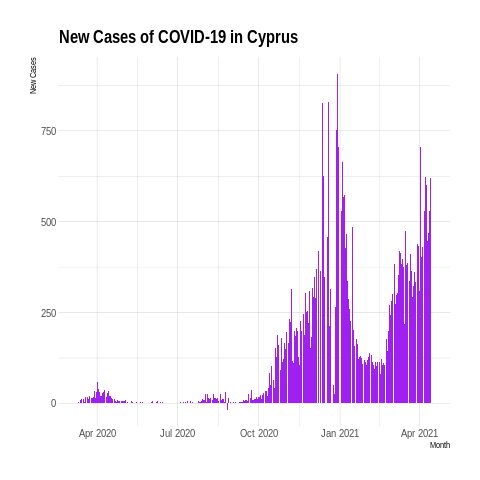 New Cases of COVID-19 in Cyprus
New Cases
750
500
250
0
Apr 2020
Jul 2020
Oct 2020
Jan 2021
Apr 2021
Month